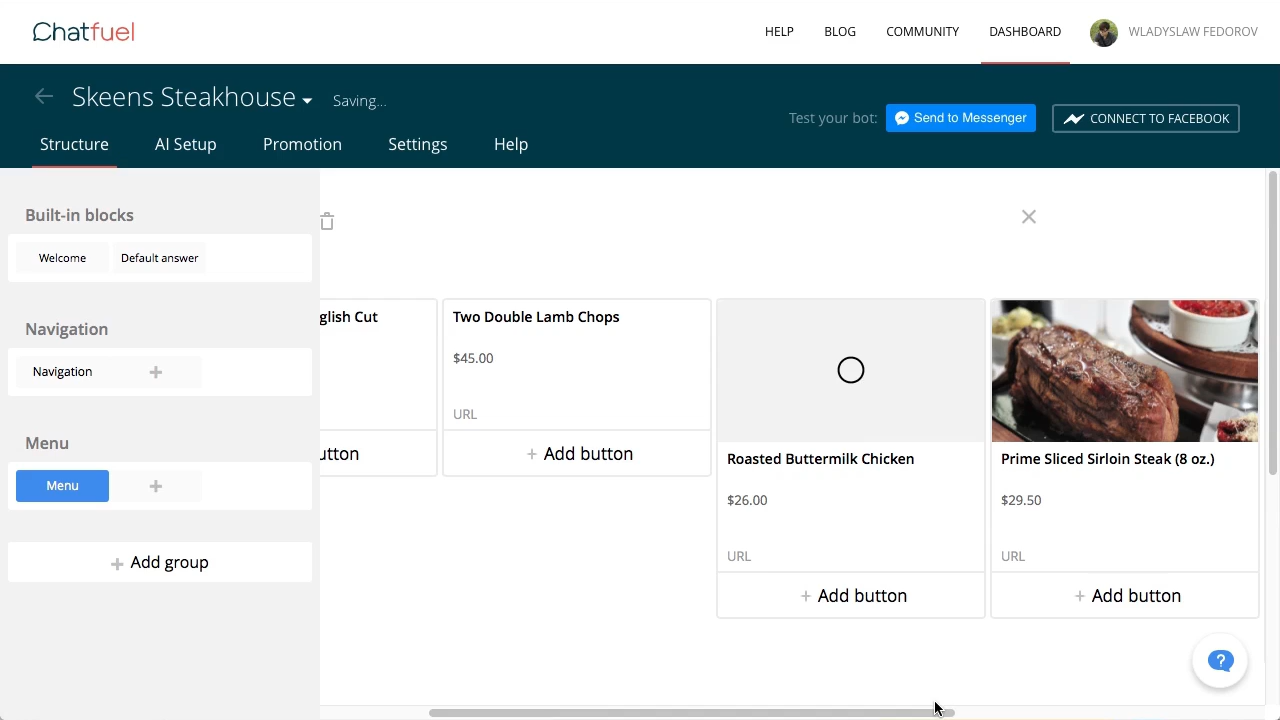 Chatfuel
HELP BLOG COMMUNITY DASHBOARD WLADYSLAW FEDOROV
Skeens Steakhouse Saving...
Test your bot: Send to Messenger CONNECT TO FACEBOOK
Structure AI Setup Promotion Settings Help
Built-in blocks
Welcome Default answer
Navigation
Navigation +
Menu
Menu +
+ Add group
glish Cut
utton
Two Double Lamb Chops
$45.00
URL
+ Add button
Roasted Buttermilk Chicken
$26.00
URL
+ Add button
Prime Sliced Sirloin Steak (8 oz.)
$29.50
URL
+ Add button
?